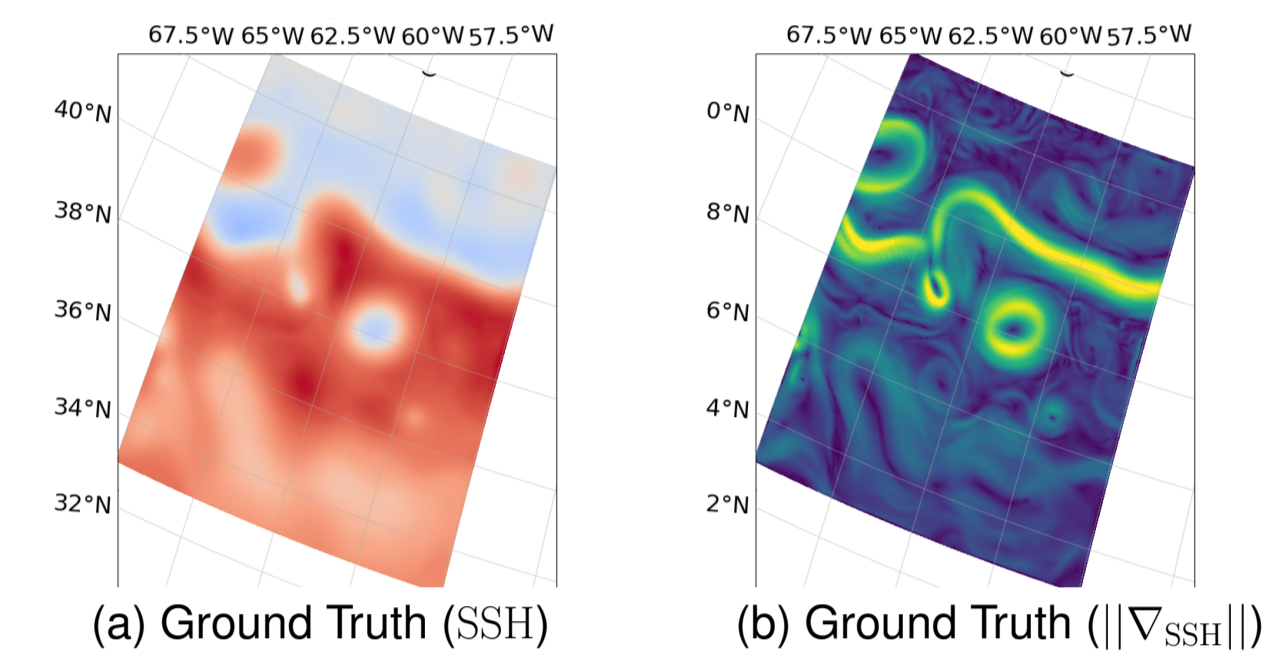 67.5°W 65°W 62.5°W 60°W 57.5°W
40°N
38°N
36°N
34°N
32°N
(a) Ground Truth (SSH)
67.5°W 65°W 62.5°W 60°W 57.5°W
0°N
8°N
6°N
4°N
2°N
(b) Ground Truth (||∇SSH||)